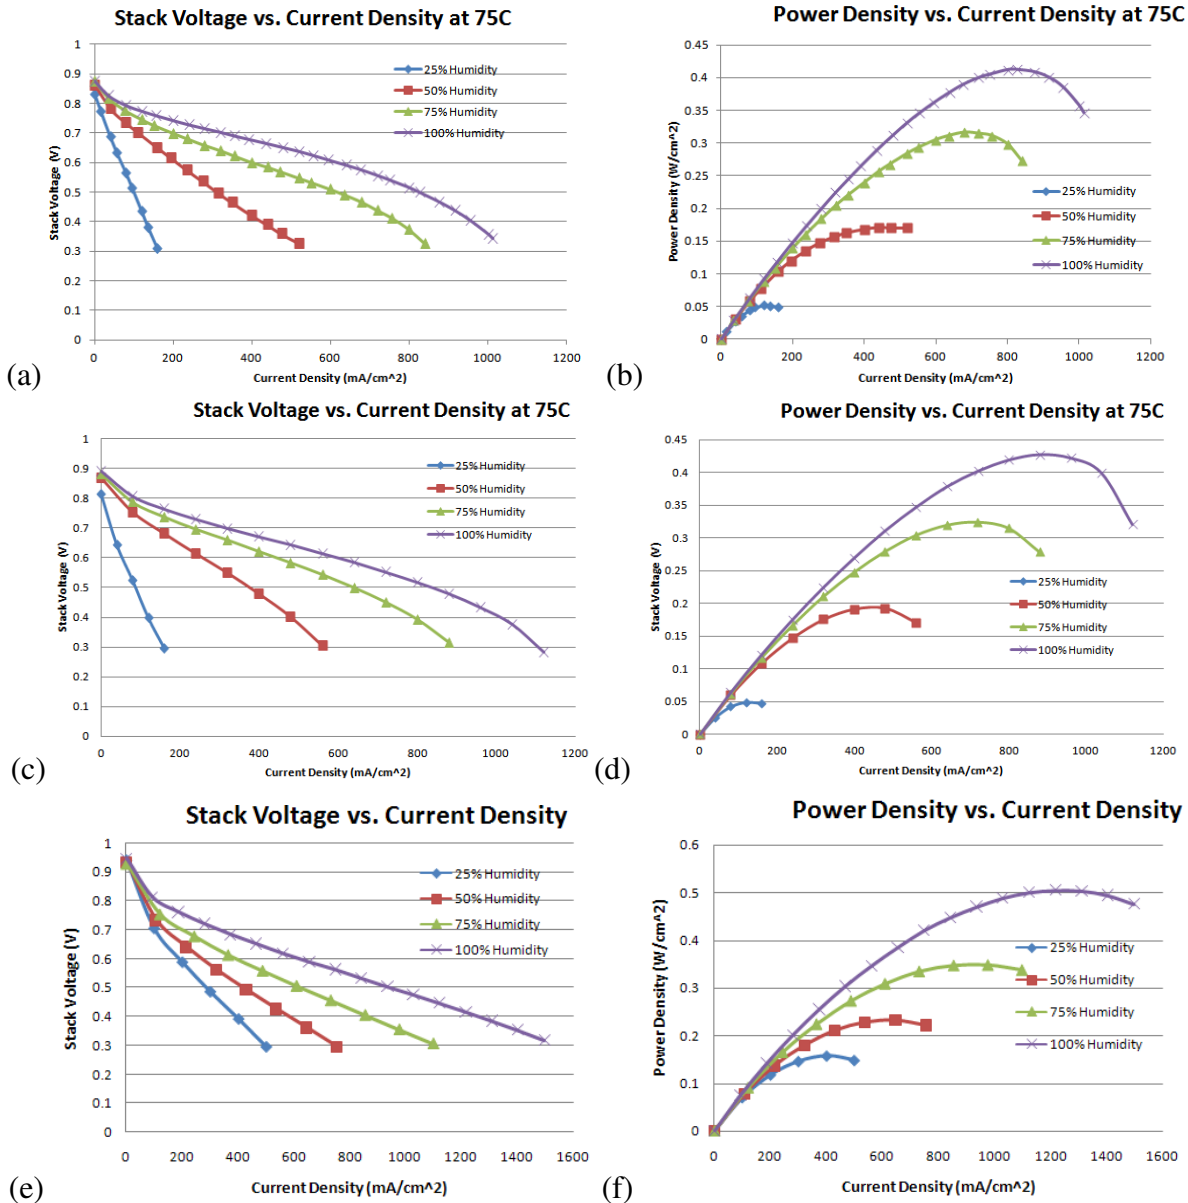 Stack Voltage vs. Current Density at 75C
1
0.9
0.8
0.7
0.6
0.5
0.4
0.3
0.2
0.1
0
Stack Voltage (V)
25% Humidity
50% Humidity
75% Humidity
100% Humidity
0 200 400 600 800 1000 1200
Current Density (mA/cm^2)
(a)
Power Density vs. Current Density at 75C
0.45
0.4
0.35
0.3
0.25
0.2
0.15
0.1
0.05
0
Power Density (W/cm^2)
25% Humidity
50% Humidity
75% Humidity
100% Humidity
0 200 400 600 800 1000 1200
Current Density (mA/cm^2)
(b)
Stack Voltage vs. Current Density at 75C
1
0.9
0.8
0.7
0.6
0.5
0.4
0.3
0.2
0.1
0
Stack Voltage (V)
25% Humidity
50% Humidity
75% Humidity
100% Humidity
0 200 400 600 800 1000 1200
Current Density (mA/cm^2)
(c)
Power Density vs. Current Density at 75C
0.45
0.4
0.35
0.3
0.25
0.2
0.15
0.1
0.05
0
Stack Voltage (V)
25% Humidity
50% Humidity
75% Humidity
100% Humidity
0 200 400 600 800 1000 1200
Current Density (mA/cm^2)
(d)
Stack Voltage vs. Current Density
1
0.9
0.8
0.7
0.6
0.5
0.4
0.3
0.2
0.1
0
Stack Voltage (V)
25% Humidity
50% Humidity
75% Humidity
100% Humidity
0 200 400 600 800 1000 1200 1400 1600
Current Density (mA/cm^2)
(e)
Power Density vs. Current Density
0.6
0.5
0.4
0.3
0.2
0.1
0
Power Density (W/cm^2)
25% Humidity
50% Humidity
75% Humidity
100% Humidity
0 200 400 600 800 1000 1200 1400 1600
Current Density (mA/cm^2)
(f)